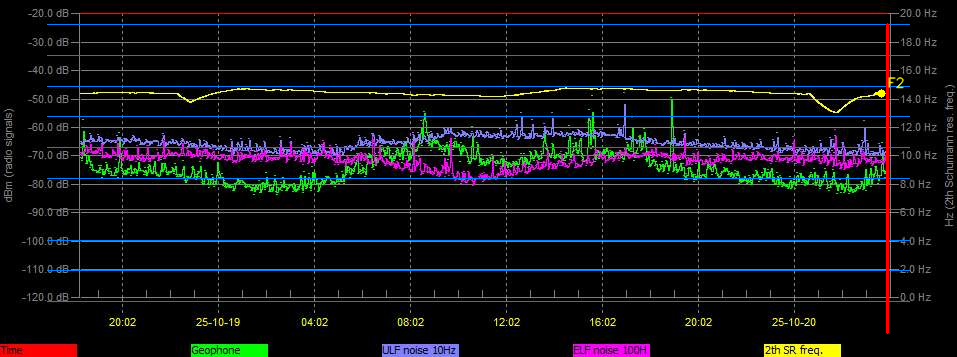 -20.0 dB 20.0 Hz
-30.0 dB 18.0 Hz
-40.0 dB 16.0 Hz
F2
-50.0 dB 14.0 Hz
-60.0 dB 12.0 Hz
-70.0 dB 10.0 Hz
-80.0 dB 8.0 Hz
-90.0 dB 6.0 Hz
-100.0 dB 4.0 Hz
-110.0 dB 2.0 Hz
-120.0 dB 0.0 Hz
dBm (radio signals)
Hz (2th Schumann res. freq.)
20:02 25-10-19 04:02 08:02 12:02 16:02 20:02 25-10-20
Time Geophone ULF noise 10Hz ELF noise 100H 2th SR freq.